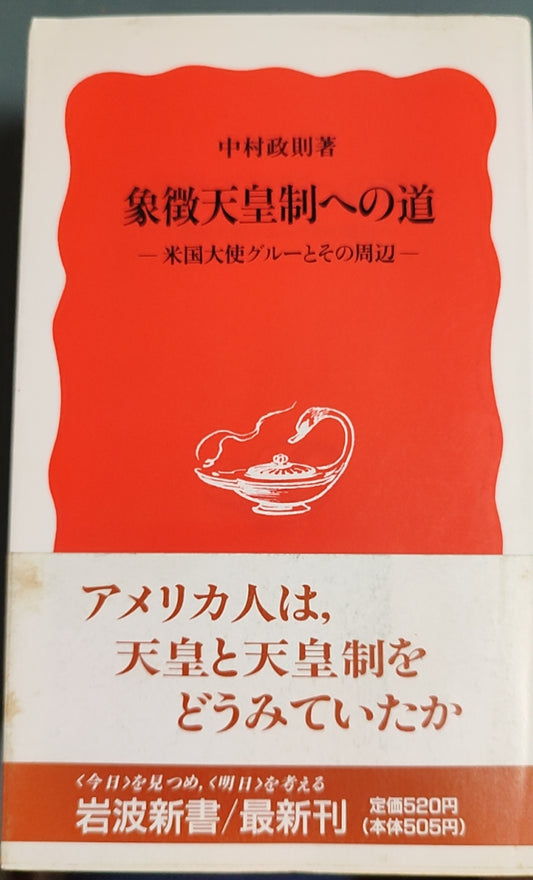 中村政則著
象徴天皇制への道
―米国大使グルーとその周辺―
アメリカ人は,
天皇と天皇制を
どうみていたか
〈今日〉を見つめ,〈明日〉を考える
岩波新書/最新刊
定価520円
(本体505円)